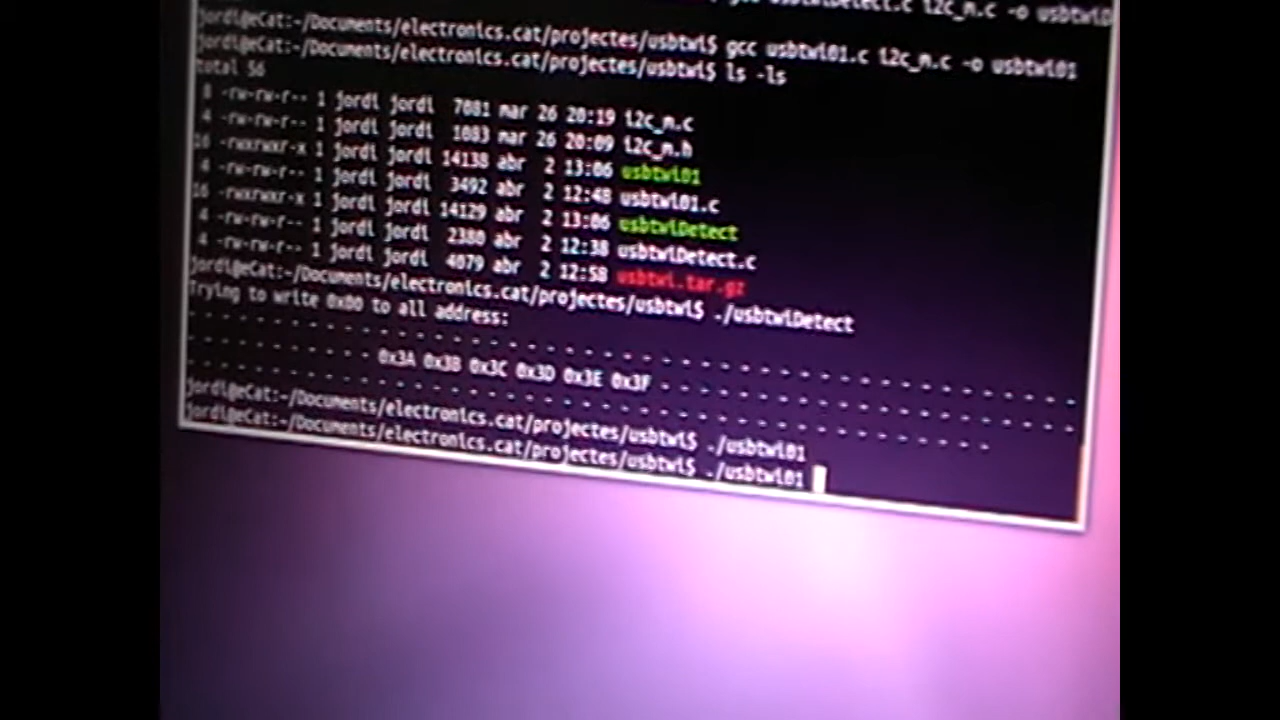 usbtwiDetect.c i2c_m.c -o usbtwiD
jordi@eCat:~/Documents/electronics.cat/projectes/usbtwi$ gcc usbtwi01.c i2c_m.c -o usbtwi01
jordi@eCat:~/Documents/electronics.cat/projectes/usbtwi$ ls -ls
total 56
8 -rw-rw-r-- 1 jordi jordi 7081 mar 26 20:19 i2c_m.c
4 -rw-rw-r-- 1 jordi jordi 1083 mar 26 20:09 i2c_m.h
16 -rwxrwxr-x 1 jordi jordi 14138 abr 2 13:06 usbtwi01
4 -rw-rw-r-- 1 jordi jordi 3492 abr 2 12:48 usbtwi01.c
16 -rwxrwxr-x 1 jordi jordi 14129 abr 2 13:06 usbtwiDetect
4 -rw-rw-r-- 1 jordi jordi 2380 abr 2 12:38 usbtwiDetect.c
4 -rw-rw-r-- 1 jordi jordi 4079 abr 2 12:58 usbtwi.tar.gz
jordi@eCat:~/Documents/electronics.cat/projectes/usbtwi$ ./usbtwiDetect
Trying to write 0x00 to all address:
- - - - - - - - - - - - - - - - - - - - - - - - - - - - - - - - - - - - - - - -
- - - - - - - - 0x3A 0x3B 0x3C 0x3D 0x3E 0x3F - - - - - - - - - - - - - - - - - -
- - - - - - - - - - - - - - - - - - - - - - - - - - - - - - - - - - - -
jordi@eCat:~/Documents/electronics.cat/projectes/usbtwi$ ./usbtwi01
jordi@eCat:~/Documents/electronics.cat/projectes/usbtwi$ ./usbtwi01